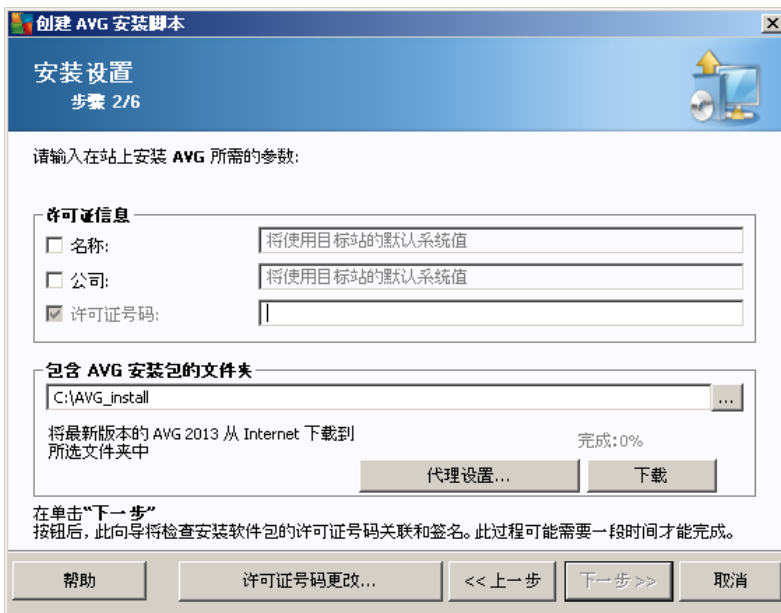 创建 AVG 安装脚本
安装设置
步骤 2/6
请输入在站上安装 AVG 所需的参数:
许可证信息
名称:
将使用目标站的默认系统值
公司:
将使用目标站的默认系统值
许可证号码:
包含 AVG 安装包的文件夹
C:\AVG_install
...
将最新版本的 AVG 2013 从 Internet 下载到
所选文件夹中
完成:0%
代理设置...
下载
在单击“下一步”
按钮后, 此向导将检查安装软件包的许可证号码关联和签名。此过程可能需要一段时间才能完成。
帮助
许可证号码更改...
<< 上一步
下一步 >>
取消